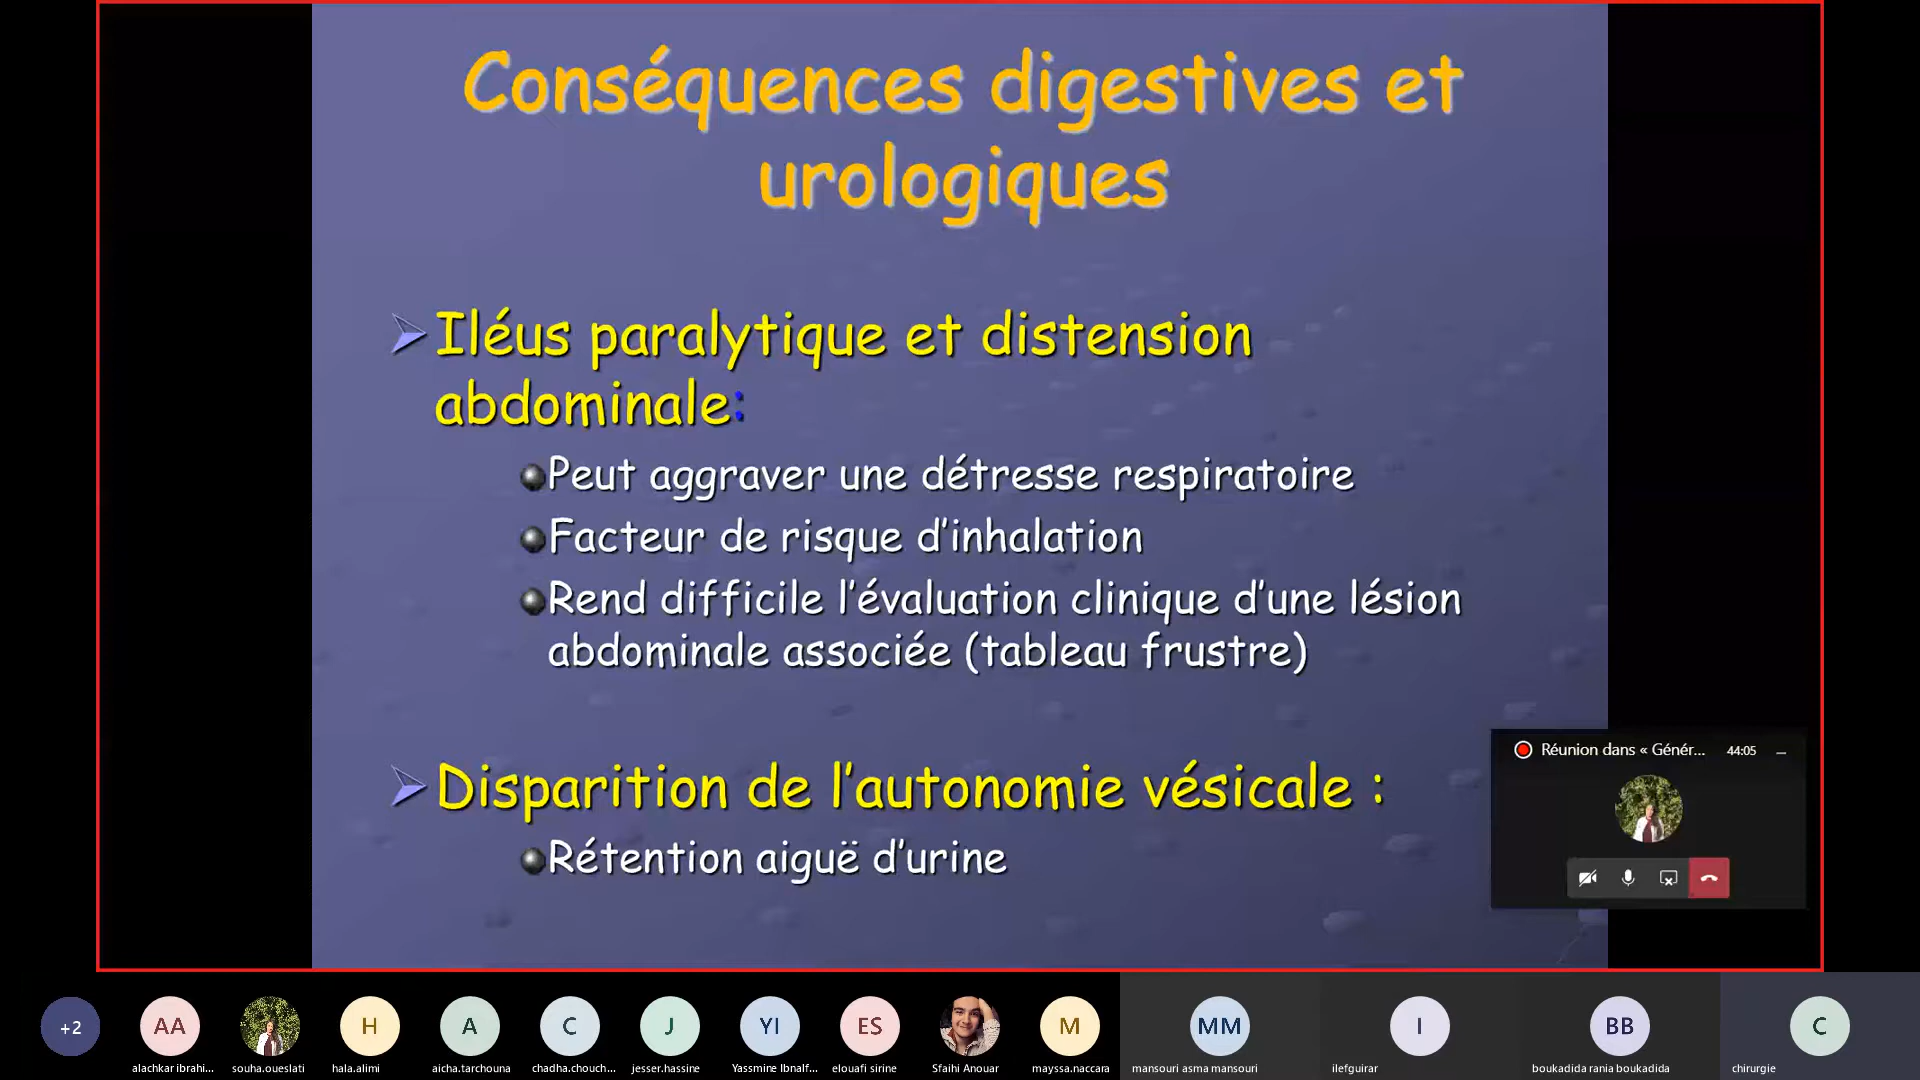 Conséquences digestives et
urologiques
Iléus paralytique et distension
abdominale:
Peut aggraver une détresse respiratoire
Facteur de risque d'inhalation
Rend difficile l'évaluation clinique d'une lésion
abdominale associée (tableau frustre)
Disparition de l'autonomie vésicale :
Rétention aiguë d'urine
Réunion dans « Génér... 44:05
+2 AA H A C J YI ES M MM I BB C
alachkar ibrahi... souha.oueslati hala.alimi aicha.tarchouna chadha.chouch... jesser.hassine Yassmine Ibnalf... elouafi sirine Sfaihi Anouar mayssa.naccara mansouri asma mansouri ilefguirar boukadida rania boukadida chirurgie